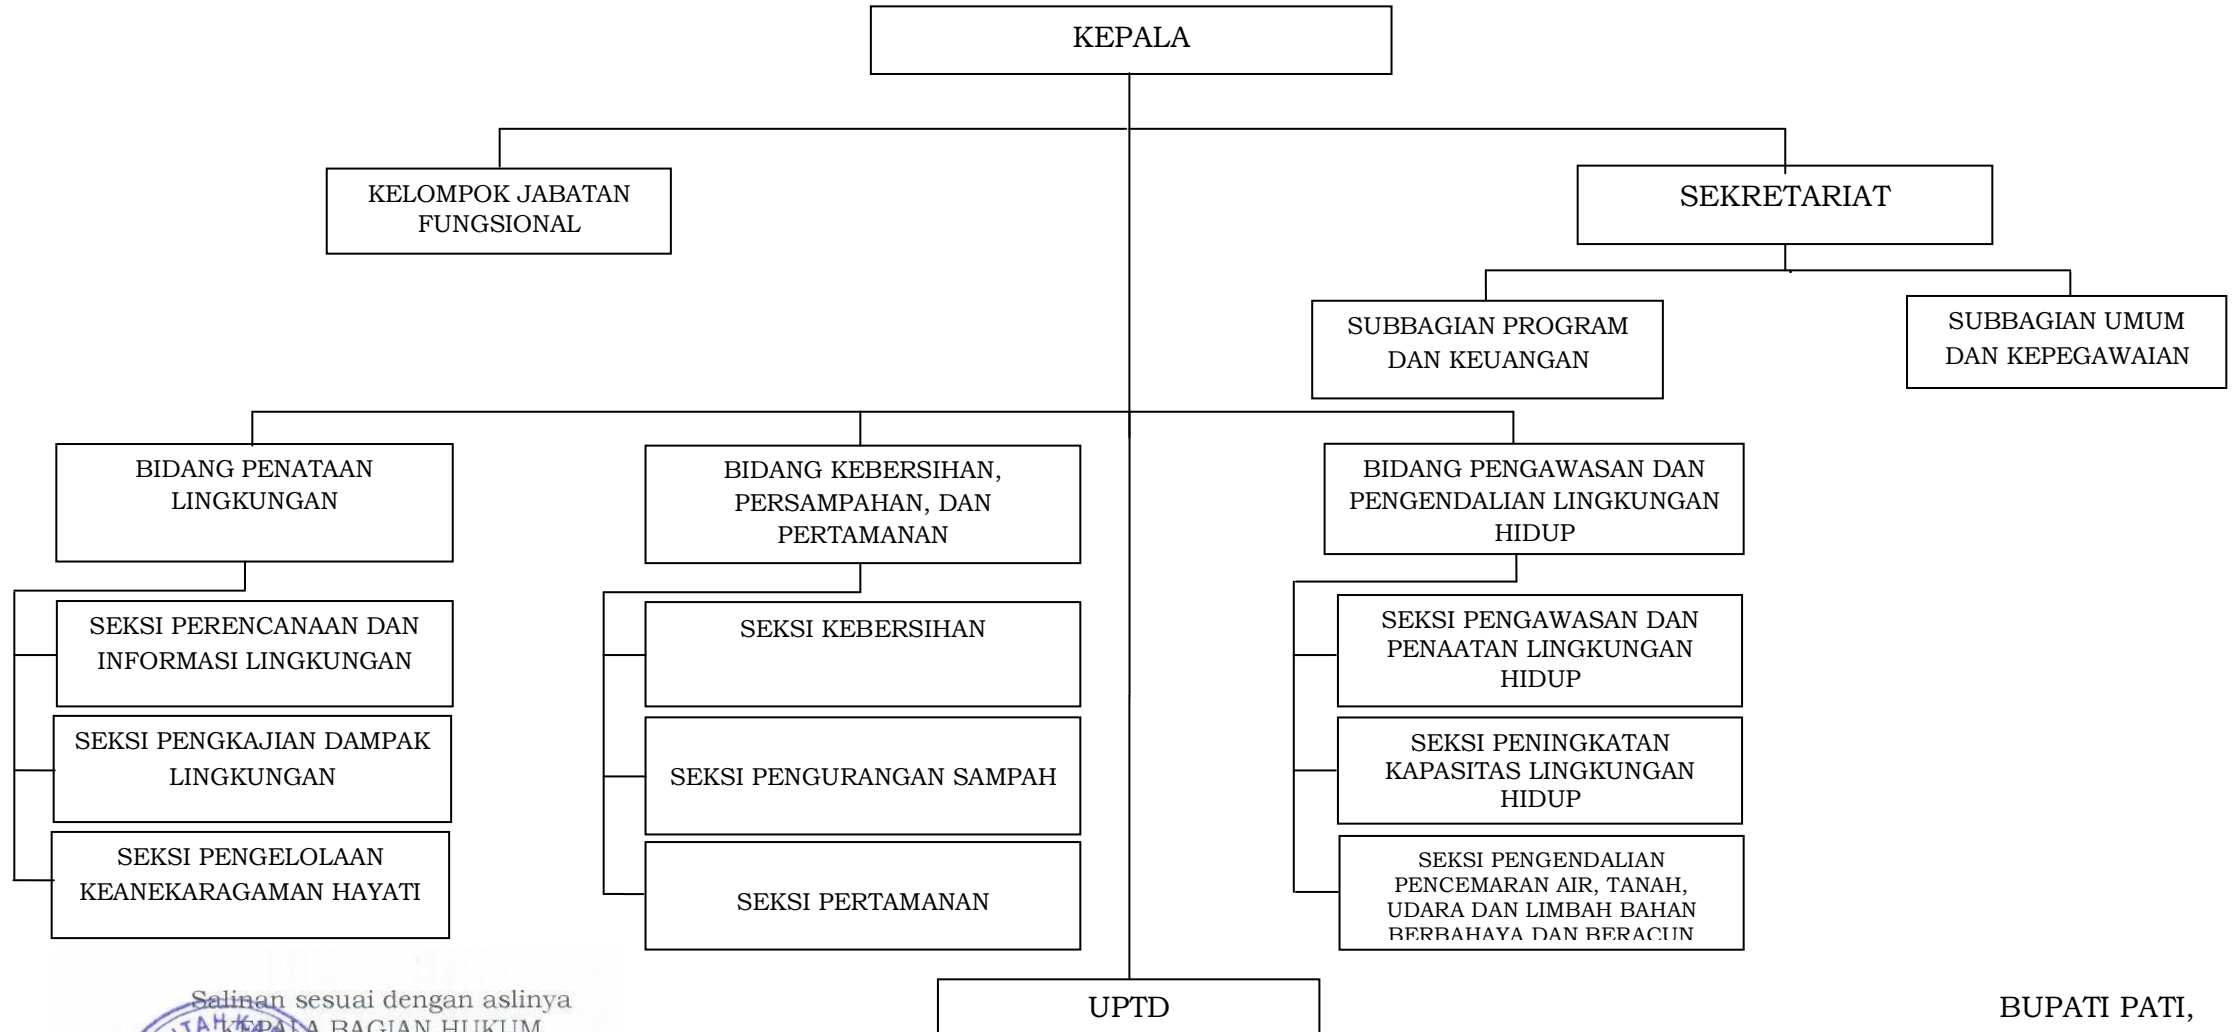 KEPALA
KELOMPOK JABATAN
FUNGSIONAL
SEKRETARIAT
SUBBAGIAN PROGRAM
DAN KEUANGAN
SUBBAGIAN UMUM
DAN KEPEGAWAIAN
BIDANG PENATAAN
LINGKUNGAN
BIDANG KEBERSIHAN,
PERSAMPAHAN, DAN
PERTAMANAN
BIDANG PENGAWASAN DAN
PENGENDALIAN LINGKUNGAN
HIDUP
SEKSI PERENCANAAN DAN
INFORMASI LINGKUNGAN
SEKSI PENGKAJIAN DAMPAK
LINGKUNGAN
SEKSI PENGELOLAAN
KEANEKARAGAMAN HAYATI
SEKSI KEBERSIHAN
SEKSI PENGURANGAN SAMPAH
SEKSI PERTAMANAN
SEKSI PENGAWASAN DAN
PENAATAN LINGKUNGAN
HIDUP
SEKSI PENINGKATAN
KAPASITAS LINGKUNGAN
HIDUP
SEKSI PENGENDALIAN
PENCEMARAN AIR, TANAH,
UDARA DAN LIMBAH BAHAN
BERBAHAYA DAN BERACUN
UPTD
Salinan sesuai dengan aslinya
KEPALA BAGIAN HUKUM
BUPATI PATI,